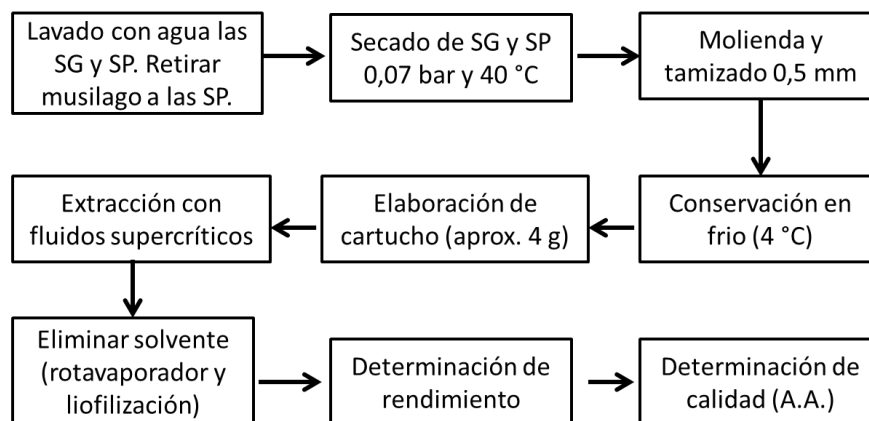 Lavado con agua las
SG y SP. Retirar
musilago a las SP.
Secado de SG y SP
0,07 bar y 40 °C
Molienda y
tamizado 0,5 mm
Conservación en
frio (4 °C)
Elaboración de
cartucho (aprox. 4 g)
Extracción con
fluidos supercríticos
Eliminar solvente
(rotavaporador y
liofilización)
Determinación de
rendimiento
Determinación de
calidad (A.A.)